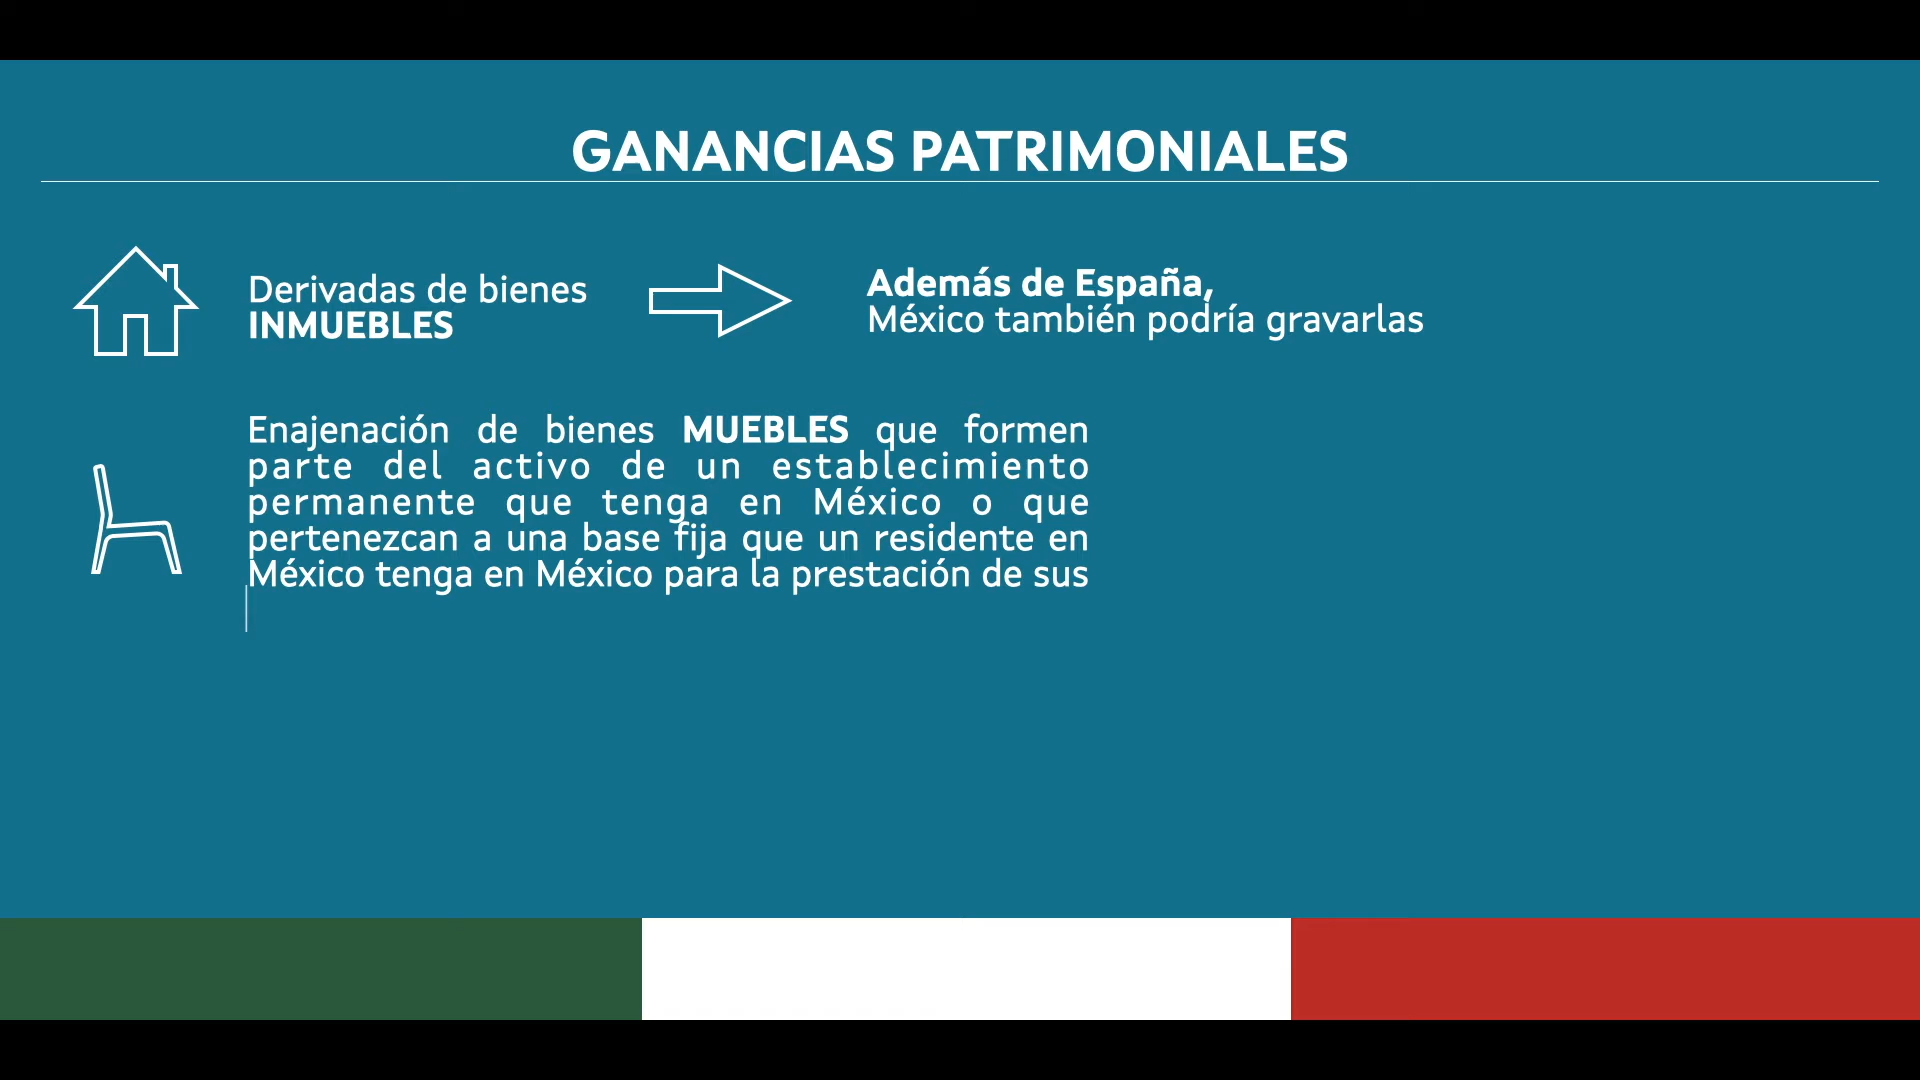 GANANCIAS PATRIMONIALES
Derivadas de bienes
INMUEBLES
Además de España,
México también podría gravarlas
Enajenación de bienes MUEBLES que formen
parte del activo de un establecimiento
permanente que tenga en México o que
pertenezcan a una base fija que un residente en
México tenga en México para la prestación de sus